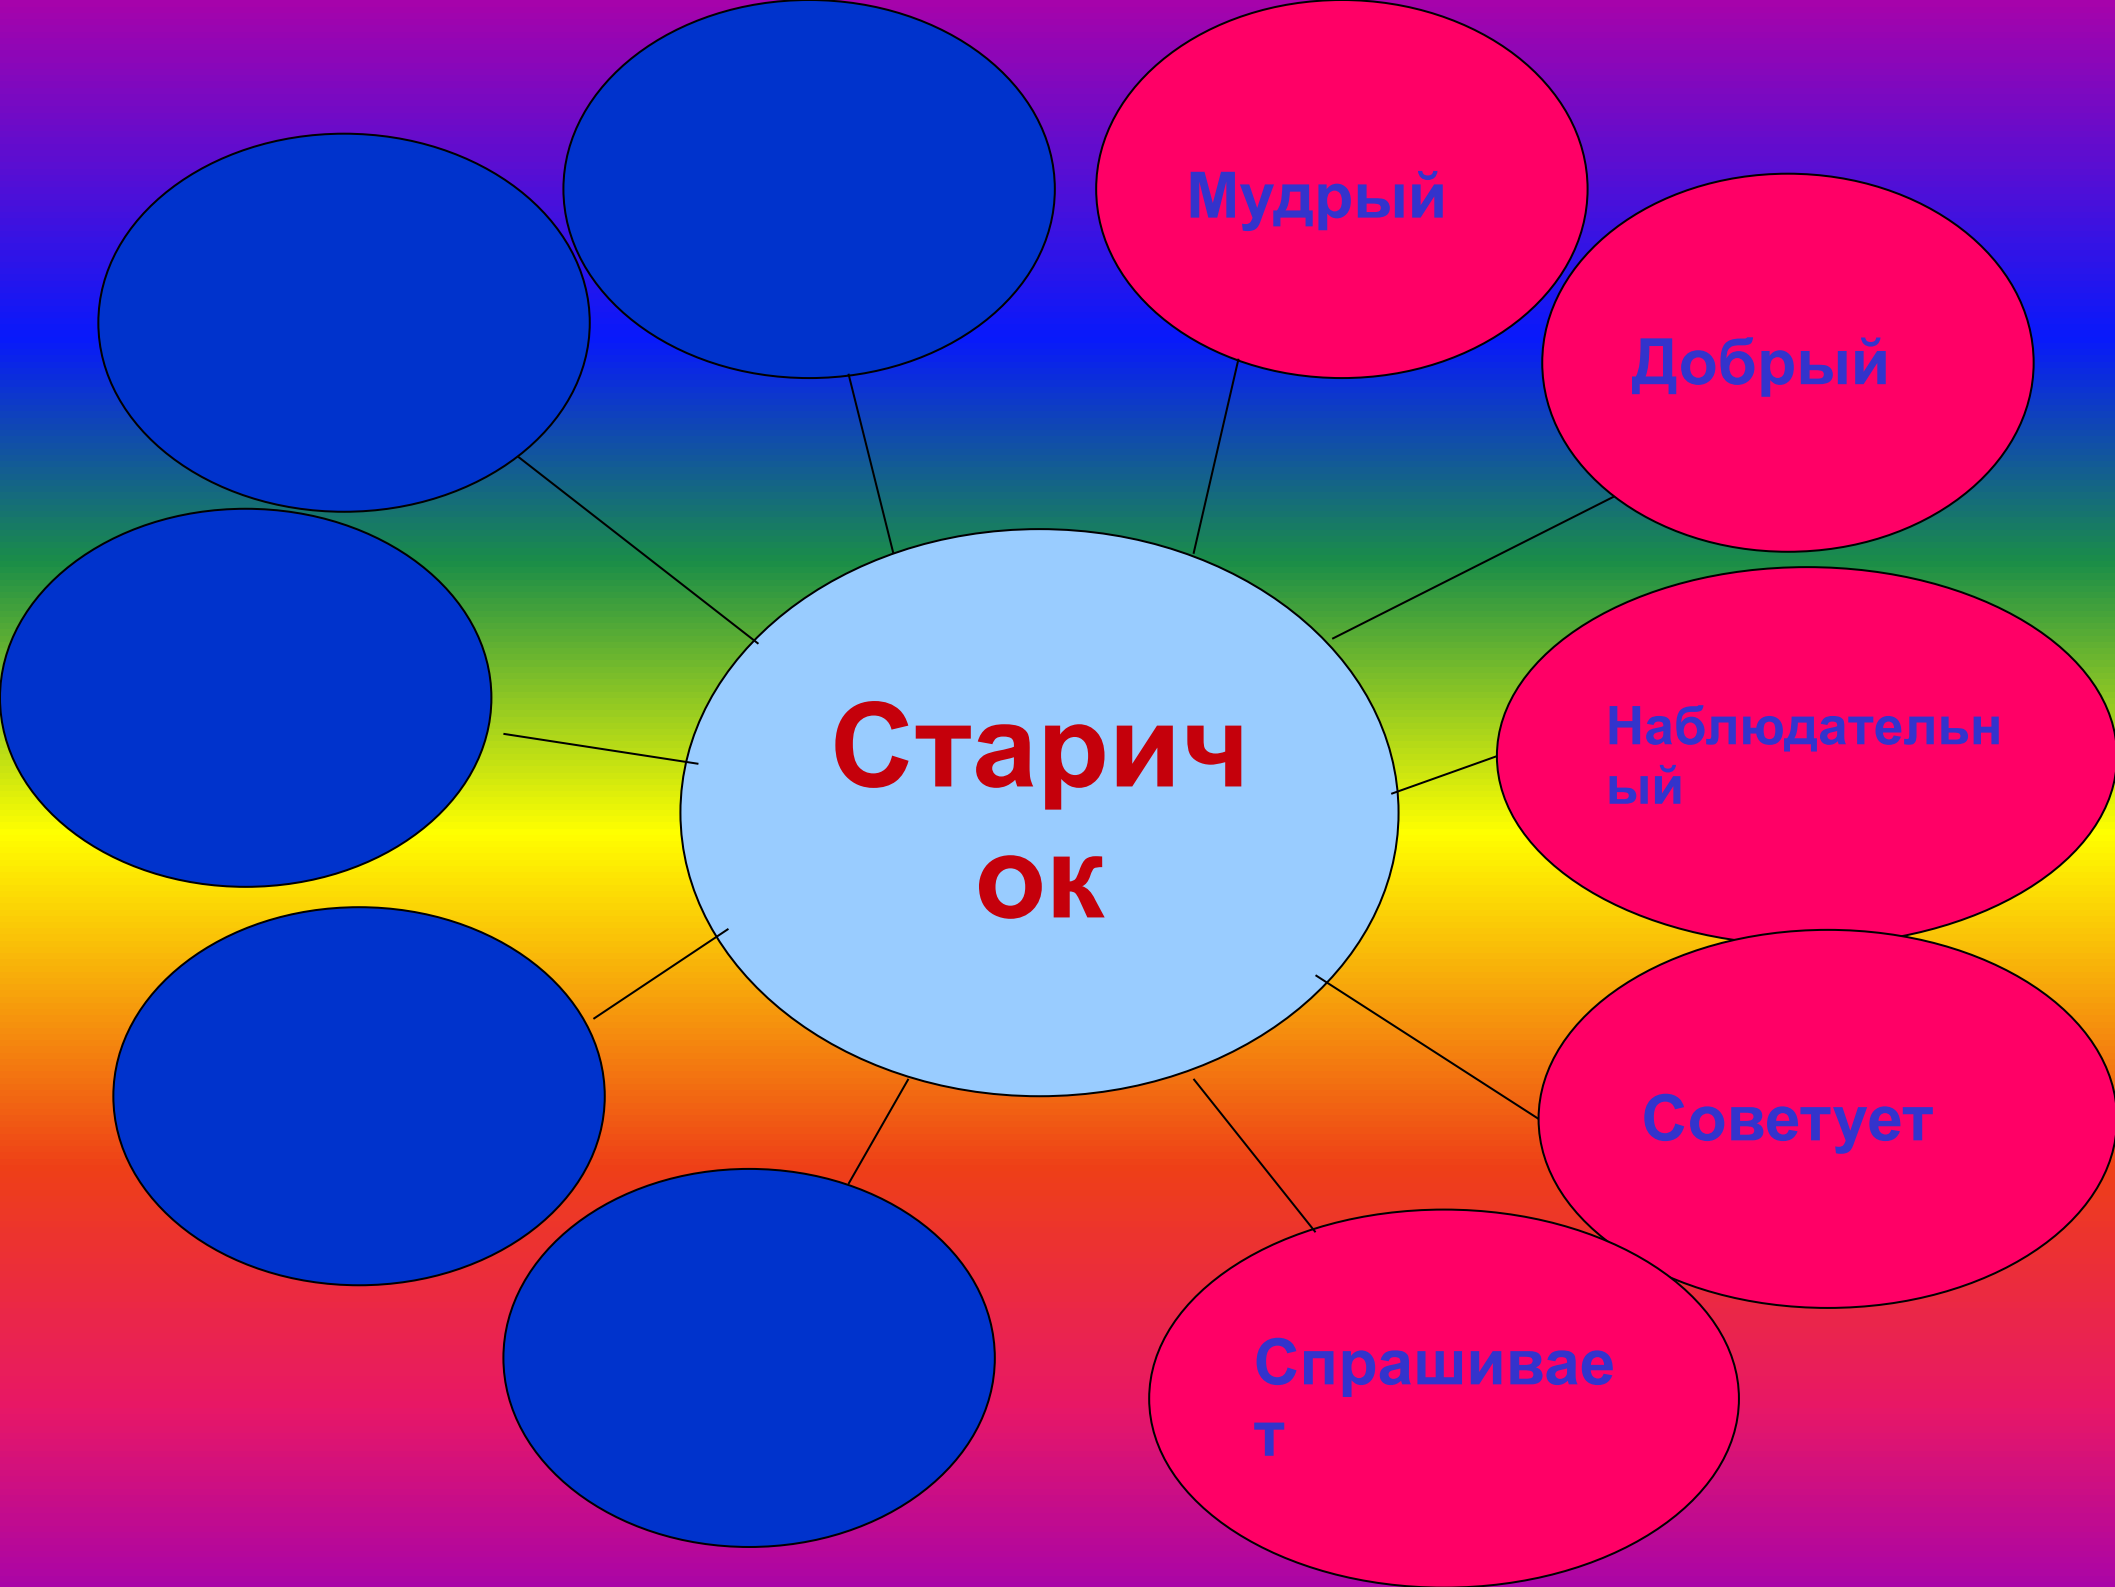 Мудрый
Добрый
Наблюдательн
ый
Старич
ок
Советует
Спрашивае
т